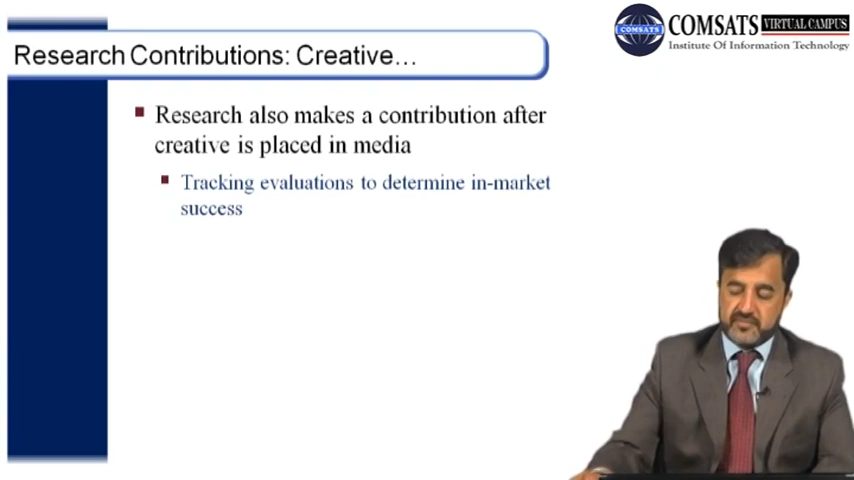 COMSATS VIRTUAL CAMPUS
COMSATS
Institute Of Information Technology
Research Contributions: Creative…
Research also makes a contribution after
creative is placed in media
Tracking evaluations to determine in-market
success